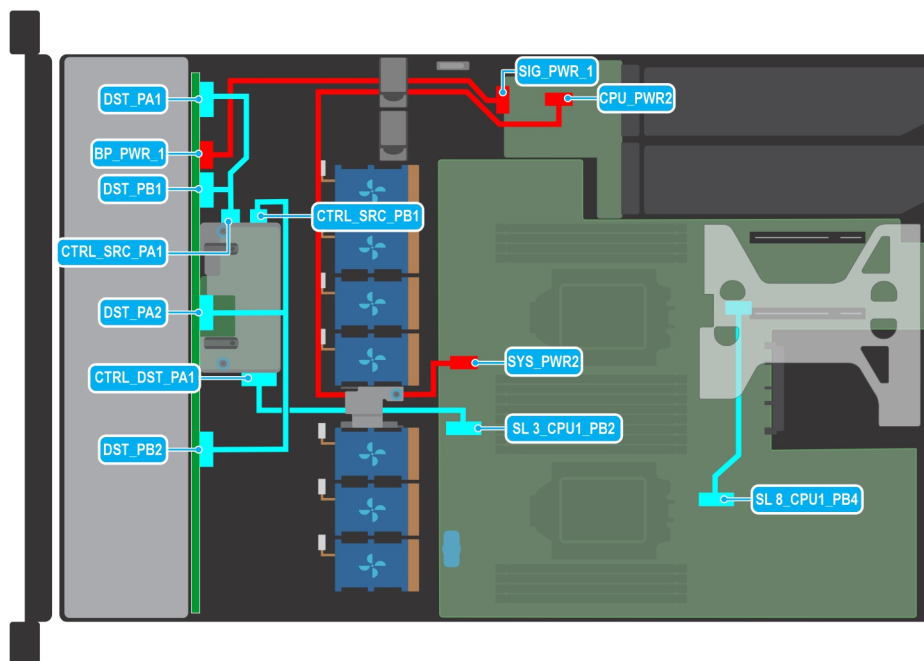 SIG_PWR_1
DST_PA1
CPU_PWR2
BP_PWR_1
DST_PB1
CTRL_SRC_PB1
CTRL_SRC_PA1
DST_PA2
SYS_PWR2
CTRL_DST_PA1
SL 3_CPU1_PB2
DST_PB2
SL 8_CPU1_PB4